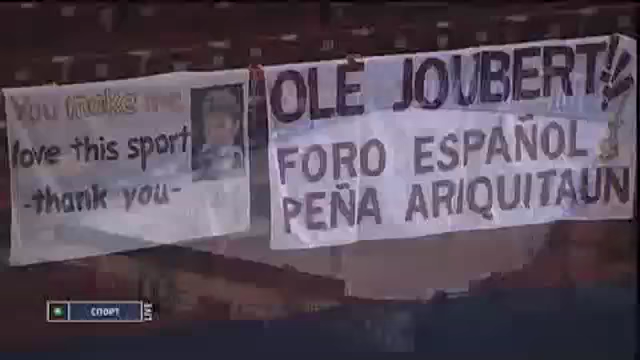 You make me
love this sport
-thank you-
OLÉ JOUBERT!!
FORO ESPAÑOL
PEÑA ARIQUITAUN
СПОРТ